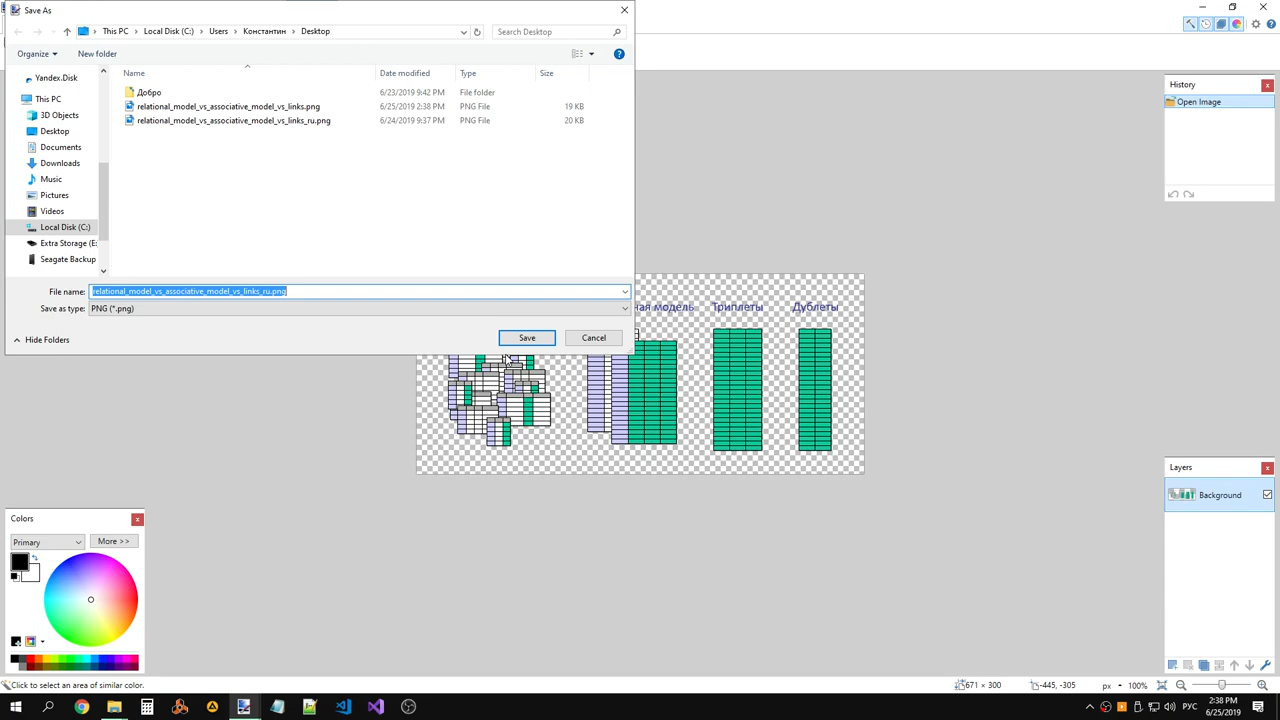 Save As
This PC
Local Disk (C:)
Users
Константин
Desktop
Search Desktop
Organize
New folder
Name
Date modified
Type
Size
Yandex.Disk
This PC
3D Objects
Desktop
Documents
Downloads
Music
Pictures
Videos
Local Disk (C:)
Extra Storage (E:
Seagate Backup
Добро 6/23/2019 9:42 PM File folder
relational_model_vs_associative_model_vs_links.png 6/25/2019 2:38 PM PNG File 19 KB
relational_model_vs_associative_model_vs_links_ru.png 6/24/2019 9:37 PM PNG File 20 KB
File name: relational_model_vs_associative_model_vs_links_ru.png
Save as type: PNG (*.png)
Hide Folders
Save
Cancel
ная модель
Триплеты
Дублеты
History
Open Image
Layers
Background
Colors
Primary
More >>
Click to select an area of similar color.
671 × 300
-445, -305
px
100%
РУС
2:38 PM
6/25/2019